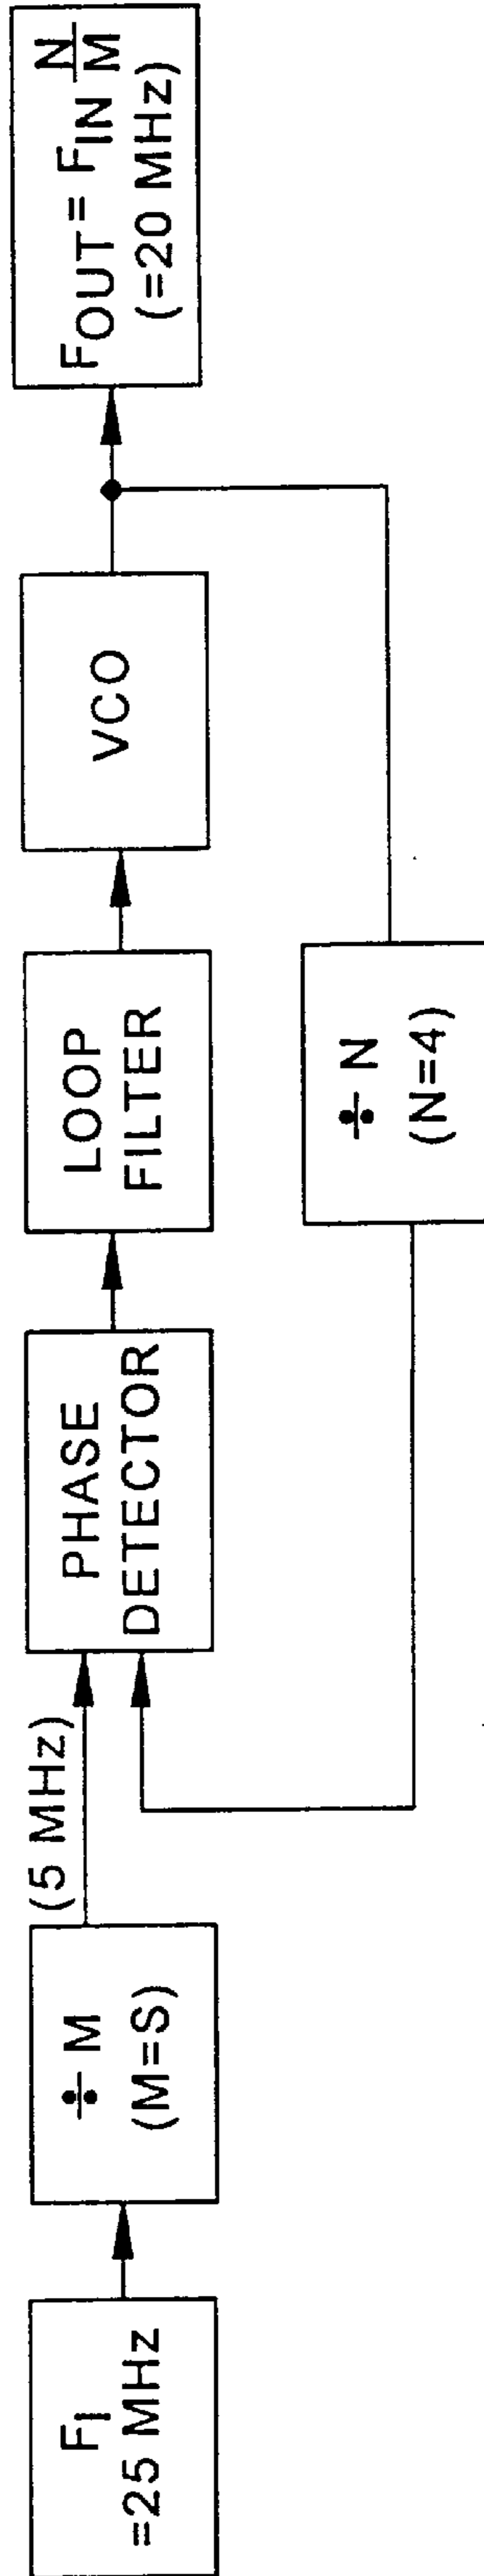 F_I
=25 MHz
÷ M
(M=S)
(5 MHz)
PHASE
DETECTOR
LOOP
FILTER
VCO
F_OUT = F_IN N/M
(=20 MHz)
÷ N
(N=4)